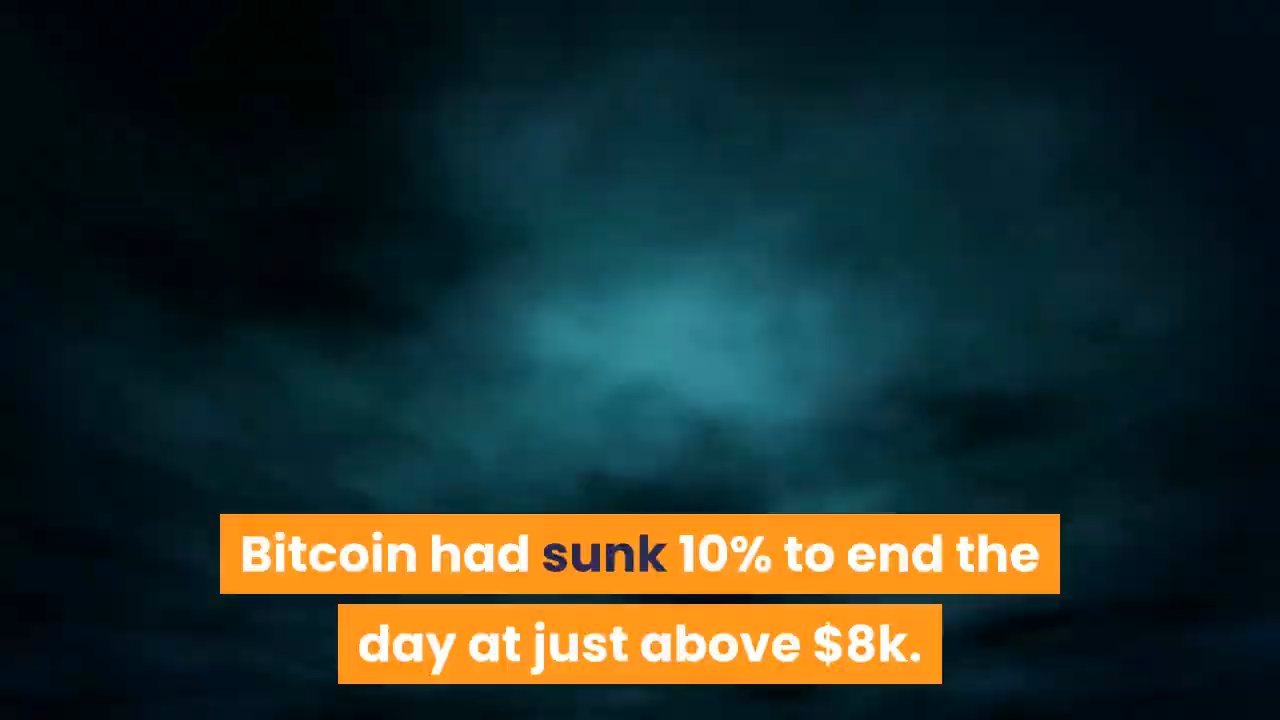 Bitcoin had sunk 10% to end the
day at just above $8k.